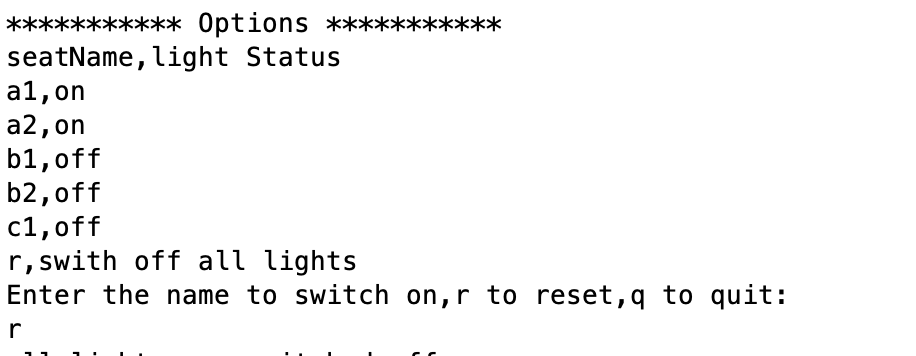 *********** Options ***********
seatName,light Status
a1,on
a2,on
b1,off
b2,off
c1,off
r,swith off all lights
Enter the name to switch on,r to reset,q to quit:
r